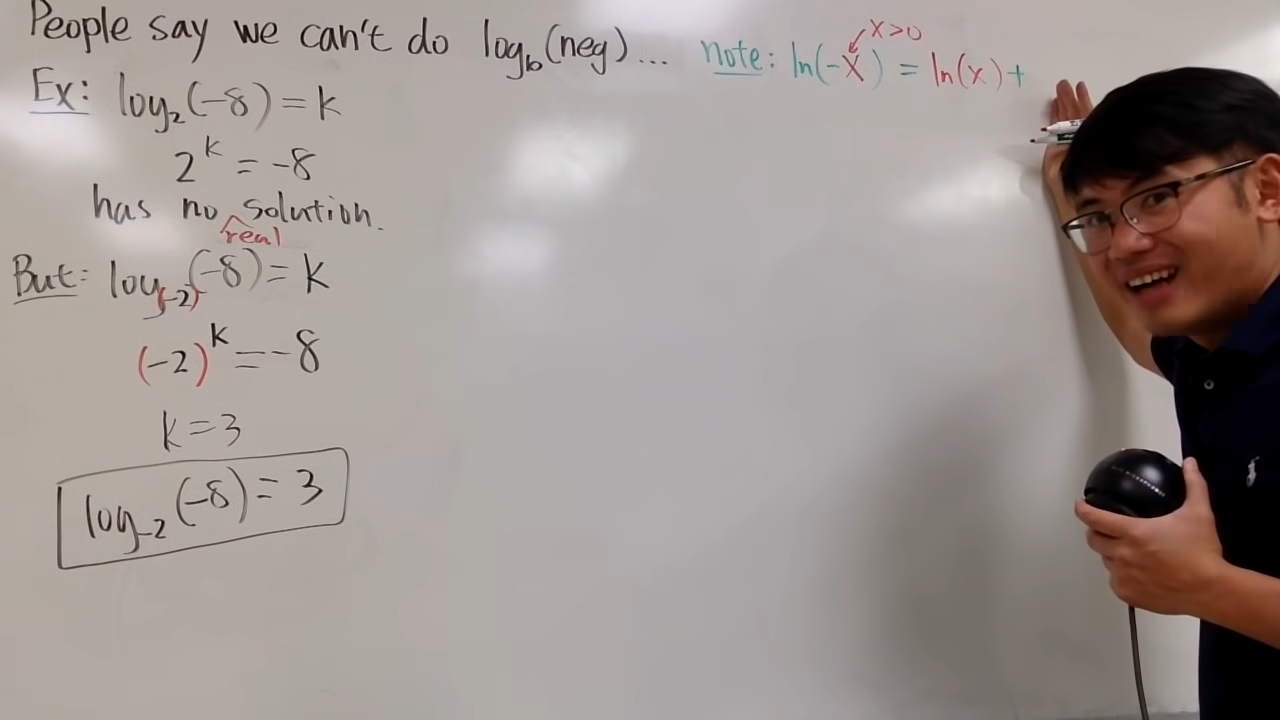 People say we can't do log_b(neg)...
note: ln(-x) = ln(x)+
x>0
Ex: log_2(-8)=k
2^k = -8
has no real solution.
But: log_(-2)(-8)=k
(-2)^k = -8
k=3
log_-2(-8) = 3